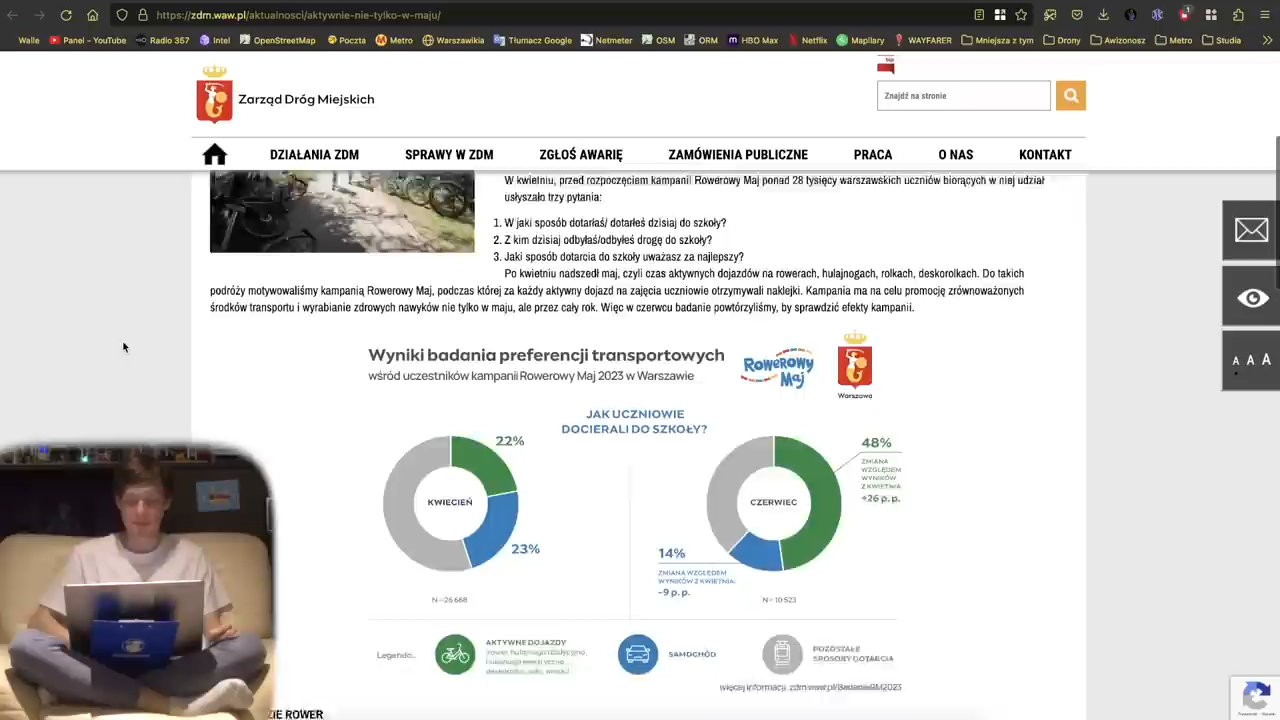 https://zdm.waw.pl/aktualnosci/aktywnie-nie-tylko-w-maju/
Walle Panel – YouTube Radio 357 Intel OpenStreetMap Poczta Metro Warszawikia Tłumacz Google Netmeter OSM ORM HBO Max Netflix Mapillary WAYFARER Mniejsza z tym Drony Awizonosz Metro Studia
bip
Zarząd Dróg Miejskich
Znajdź na stronie
DZIAŁANIA ZDM SPRAWY W ZDM ZGŁOŚ AWARIĘ ZAMÓWIENIA PUBLICZNE PRACA O NAS KONTAKT
W kwietniu, przed rozpoczęciem kampanii Rowerowy Maj ponad 28 tysięcy warszawskich uczniów biorących w niej udział
usłyszało trzy pytania:
1. W jaki sposób dotarłaś/ dotarłeś dzisiaj do szkoły?
2. Z kim dzisiaj odbyłaś/odbyłeś drogę do szkoły?
3. Jaki sposób dotarcia do szkoły uważasz za najlepszy?
Po kwietniu nadszedł maj, czyli czas aktywnych dojazdów na rowerach, hulajnogach, rolkach, deskorolkach. Do takich
podróży motywowaliśmy kampanią Rowerowy Maj, podczas której za każdy aktywny dojazd na zajęcia uczniowie otrzymywali naklejki. Kampania ma na celu promocję zrównoważonych
środków transportu i wyrabianie zdrowych nawyków nie tylko w maju, ale przez cały rok. Więc w czerwcu badanie powtórzyliśmy, by sprawdzić efekty kampanii.
Wyniki badania preferencji transportowych
wśród uczestników kampanii Rowerowy Maj 2023 w Warszawie
Rowerowy
Maj
Warszawa
JAK UCZNIOWIE
DOCIERALI DO SZKOŁY?
22%
KWIECIEŃ
23%
N=26 668
48%
ZMIANA
WZGLĘDEM
WYNIKÓW
Z KWIETNIA
+26 p. p.
CZERWIEC
14%
ZMIANA WZGLĘDEM
WYNIKÓW Z KWIETNIA:
-9 p. p.
N=10 523
Legenda:
AKTYWNE DOJAZDY
SAMOCHÓD
POZOSTAŁE
SPOSOBY DOTARCIA
więcej informacji: zdm.waw.pl/BadaniaRM2023
ZIE ROWER
A A A